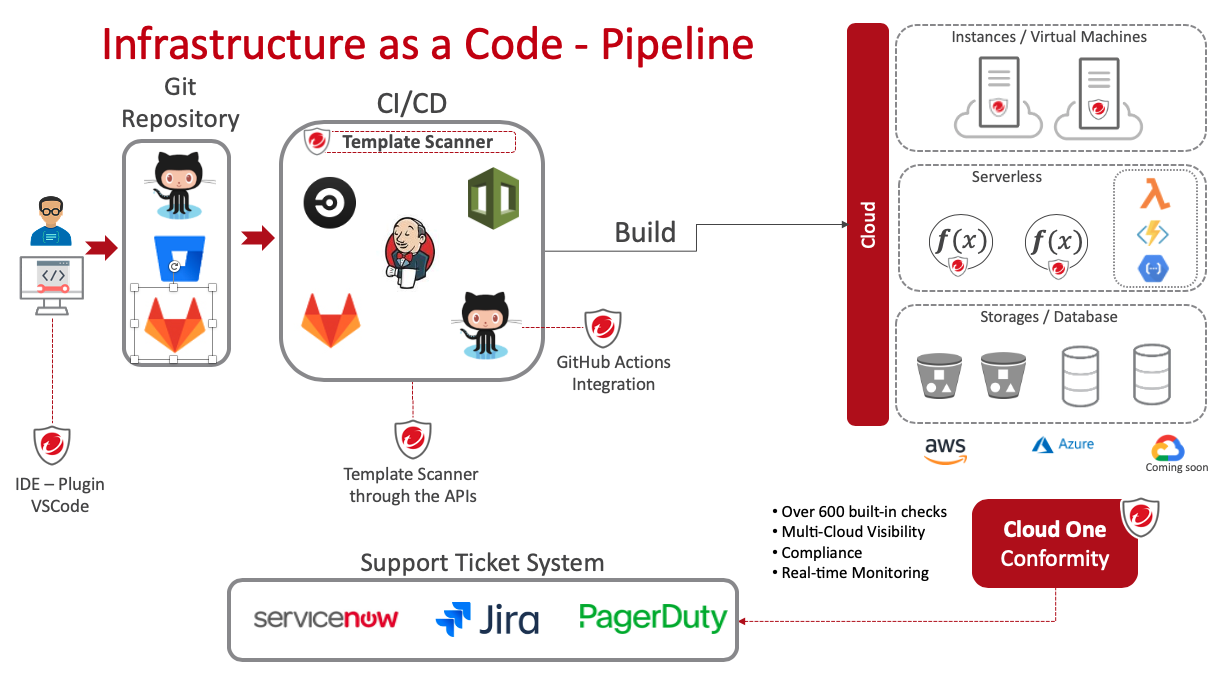 Infrastructure as a Code - Pipeline
Git
Repository
CI/CD
Template Scanner
Build
GitHub Actions
Integration
IDE – Plugin
VSCode
Template Scanner
through the APIs
Cloud
Instances / Virtual Machines
Serverless
f(x)
f(x)
Storages / Database
aws
Azure
Coming soon
• Over 600 built-in checks
• Multi-Cloud Visibility
• Compliance
• Real-time Monitoring
Cloud One
Conformity
Support Ticket System
servicenow
Jira
PagerDuty